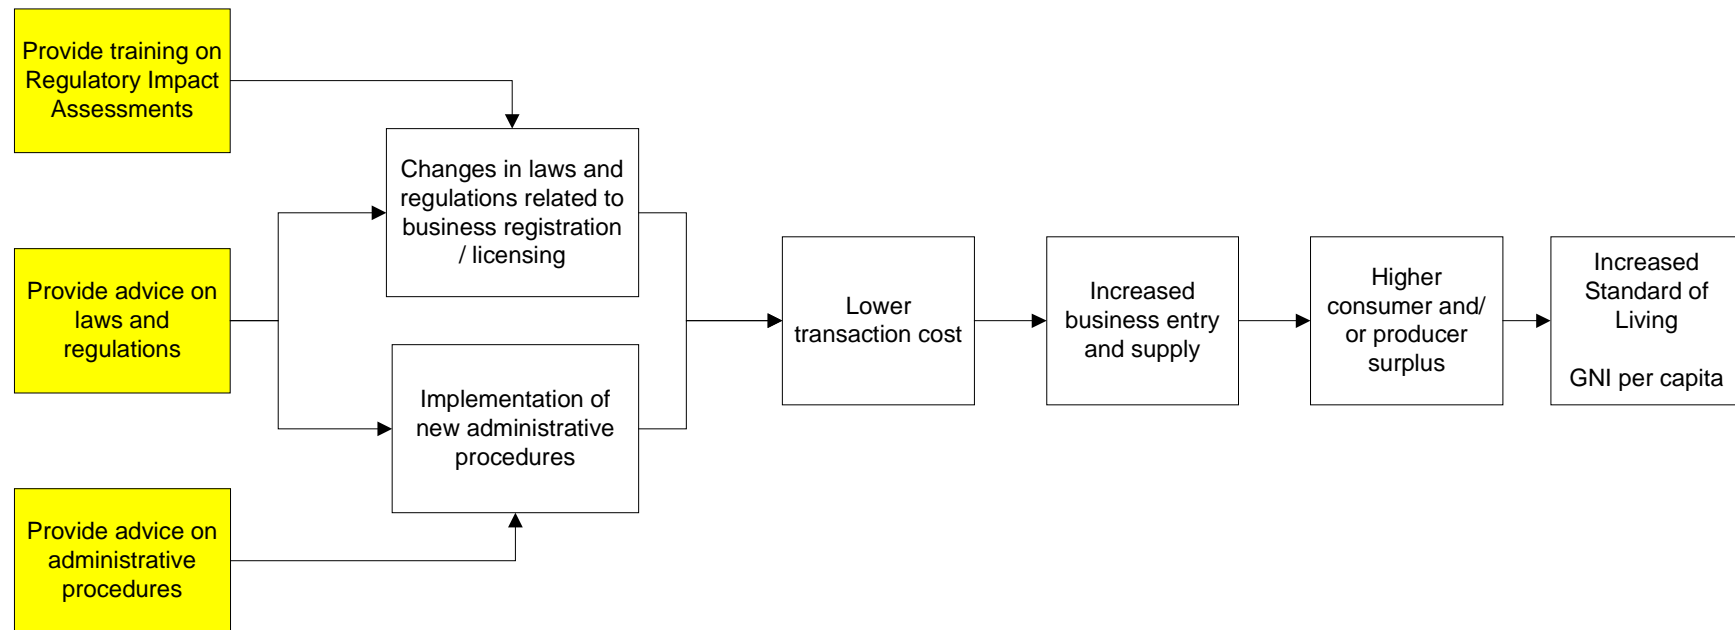 Provide training on
Regulatory Impact
Assessments
Changes in laws and
regulations related to
business registration
/ licensing
Provide advice on
laws and
regulations
Implementation of
new administrative
procedures
Provide advice on
administrative
procedures
Lower
transaction cost
Increased
business entry
and supply
Higher
consumer and/
or producer
surplus
Increased
Standard of
Living
GNI per capita